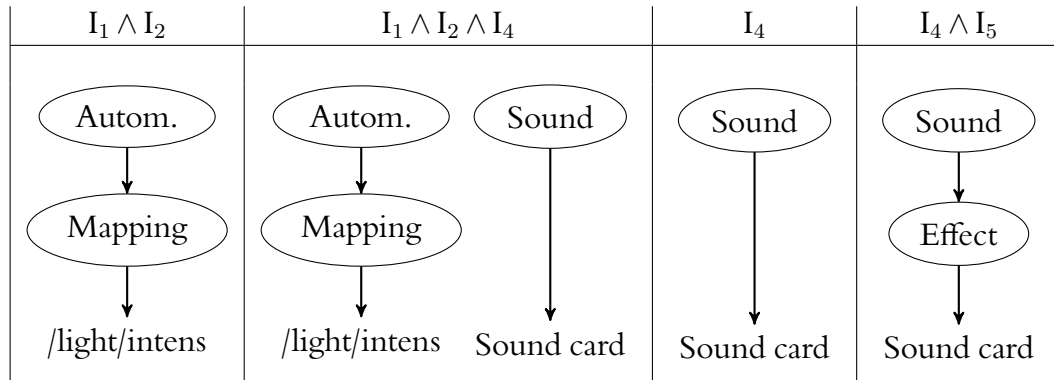 I₁ ∧ I₂ I₁ ∧ I₂ ∧ I₄ I₄ I₄ ∧ I₅
Autom. Autom. Sound Sound Sound
Mapping Mapping Effect
/light/intens /light/intens Sound card Sound card Sound card